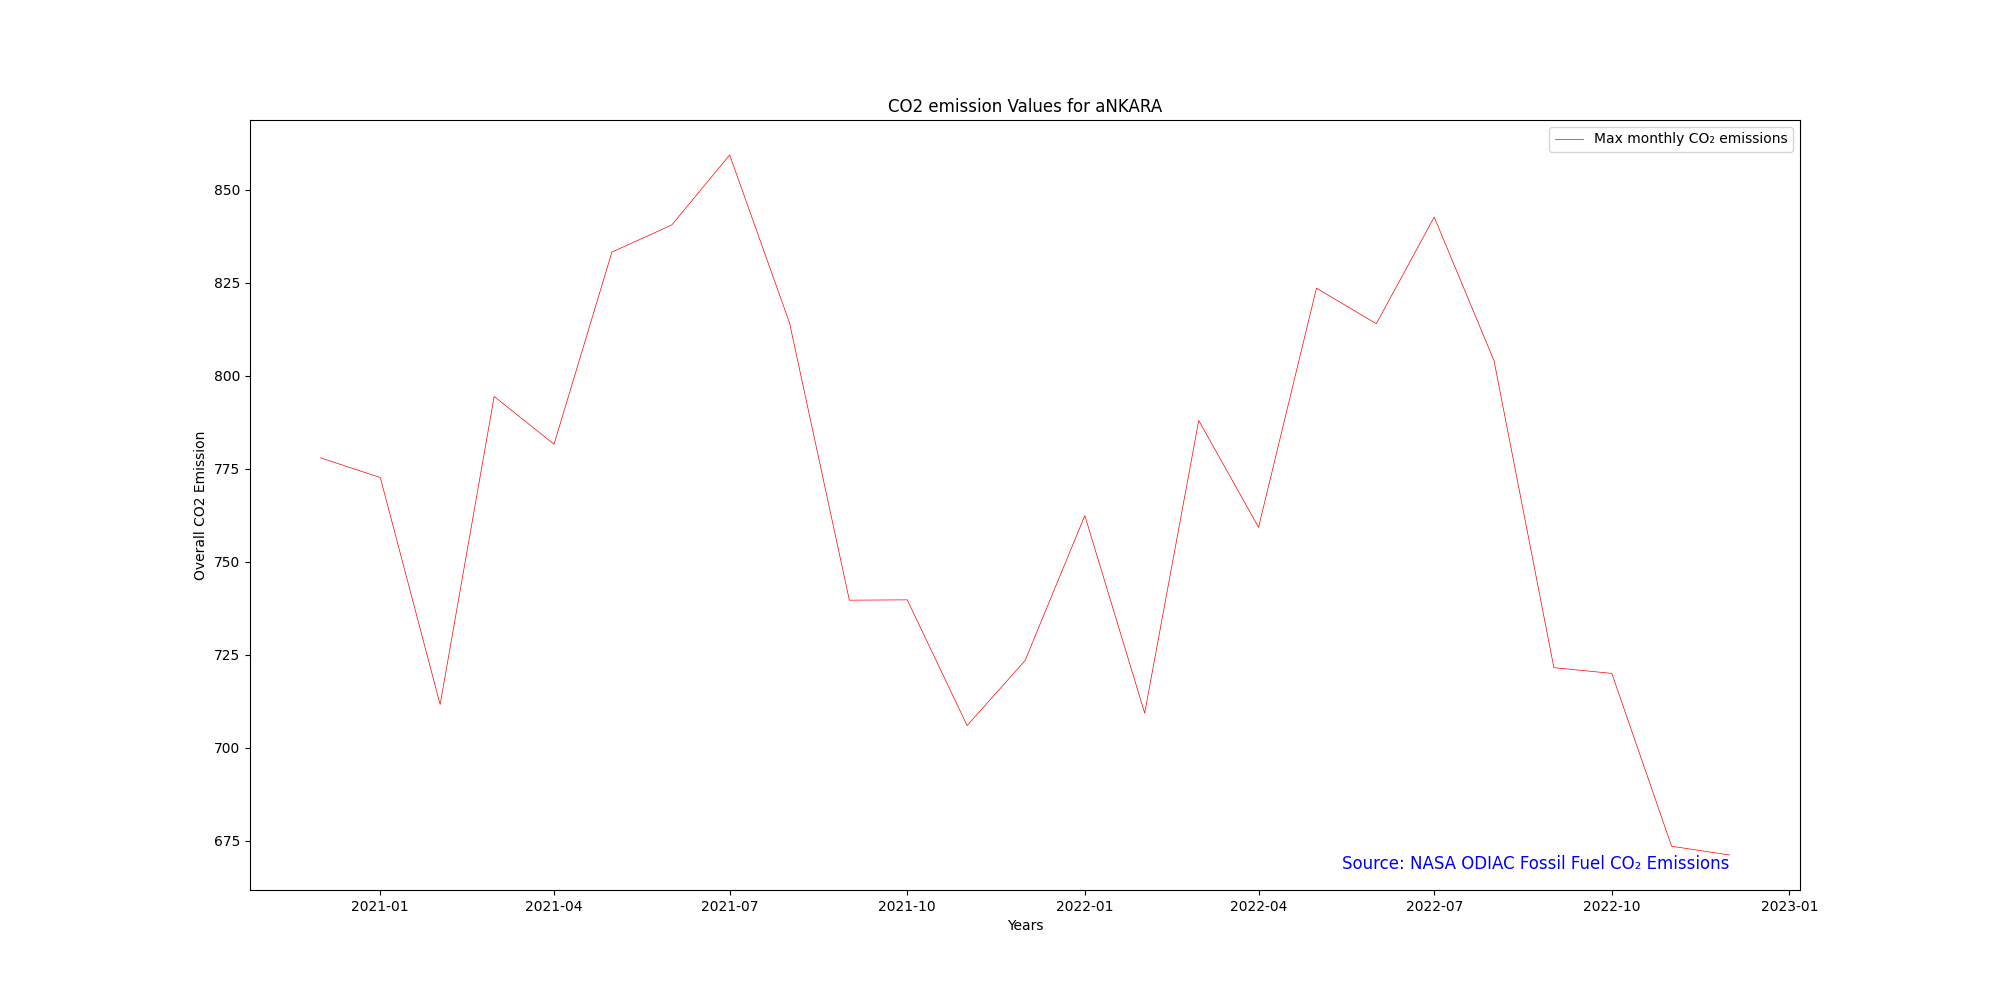 CO2 emission Values for aNKARA
Max monthly CO₂ emissions
850
825
800
775
750
725
700
675
Overall CO2 Emission
Source: NASA ODIAC Fossil Fuel CO₂ Emissions
2021-01 2021-04 2021-07 2021-10 2022-01 2022-04 2022-07 2022-10 2023-01
Years